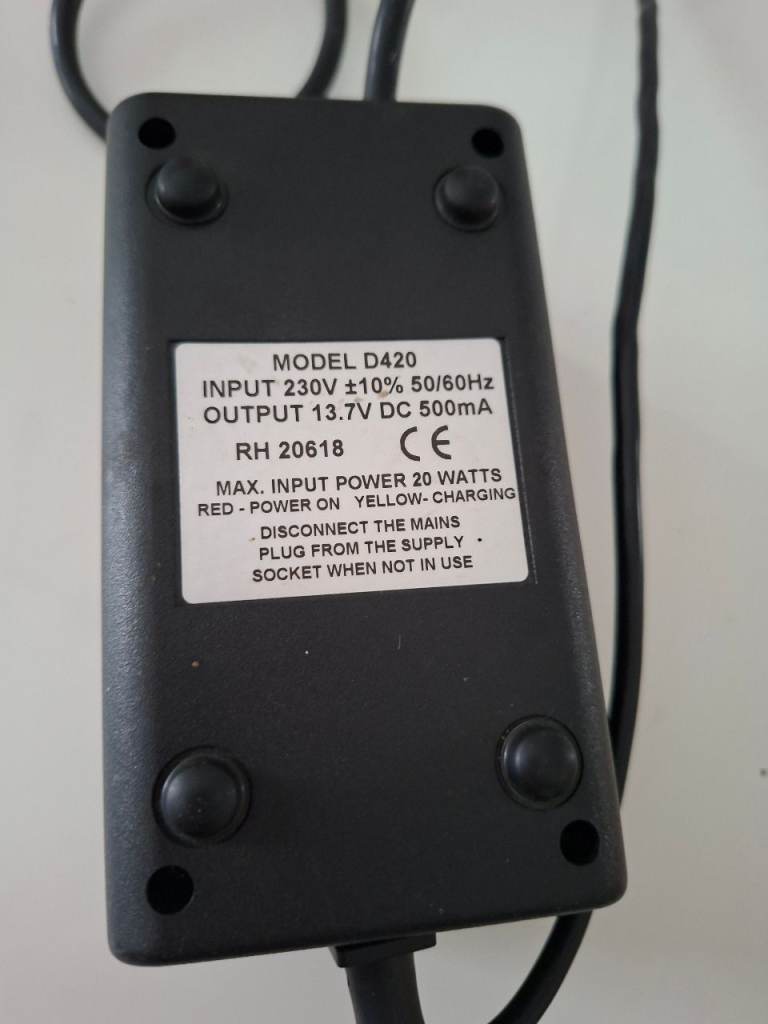 MODEL D420
INPUT 230V ±10% 50/60Hz
OUTPUT 13.7V DC 500mA
RH 20618 CE
MAX. INPUT POWER 20 WATTS
RED - POWER ON YELLOW- CHARGING
DISCONNECT THE MAINS
PLUG FROM THE SUPPLY
SOCKET WHEN NOT IN USE